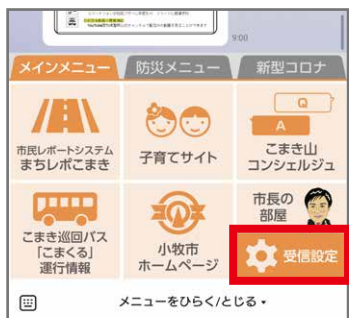 9:00
メインメニュー
防災メニュー
新型コロナ
市民レポートシステム
まちレポこまき
子育てサイト
Q
A
こまき山
コンシェルジュ
こまき巡回バス
「こまくる」
運行情報
小牧市
ホームページ
市長の
部屋
受信設定
メニューをひらく/とじる